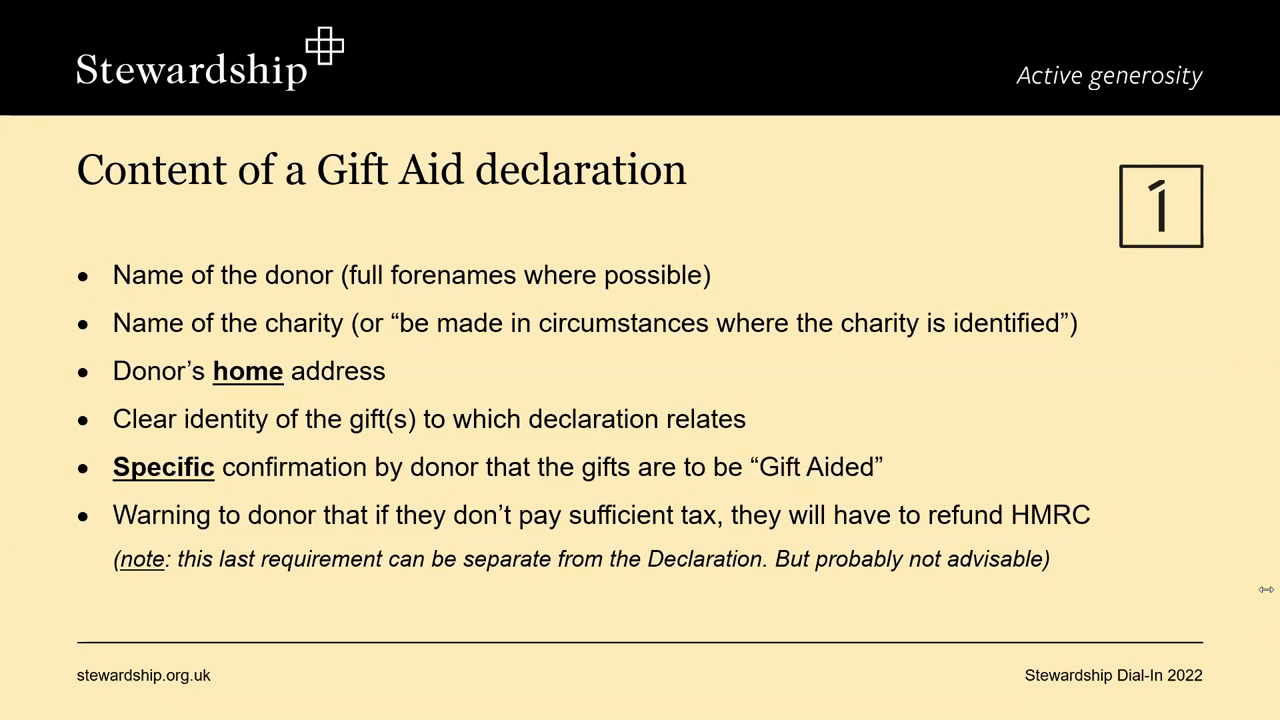 Stewardship
Active generosity
Content of a Gift Aid declaration
1
• Name of the donor (full forenames where possible)
• Name of the charity (or “be made in circumstances where the charity is identified”)
• Donor’s home address
• Clear identity of the gift(s) to which declaration relates
• Specific confirmation by donor that the gifts are to be “Gift Aided”
• Warning to donor that if they don’t pay sufficient tax, they will have to refund HMRC
(note: this last requirement can be separate from the Declaration. But probably not advisable)
stewardship.org.uk
Stewardship Dial-In 2022